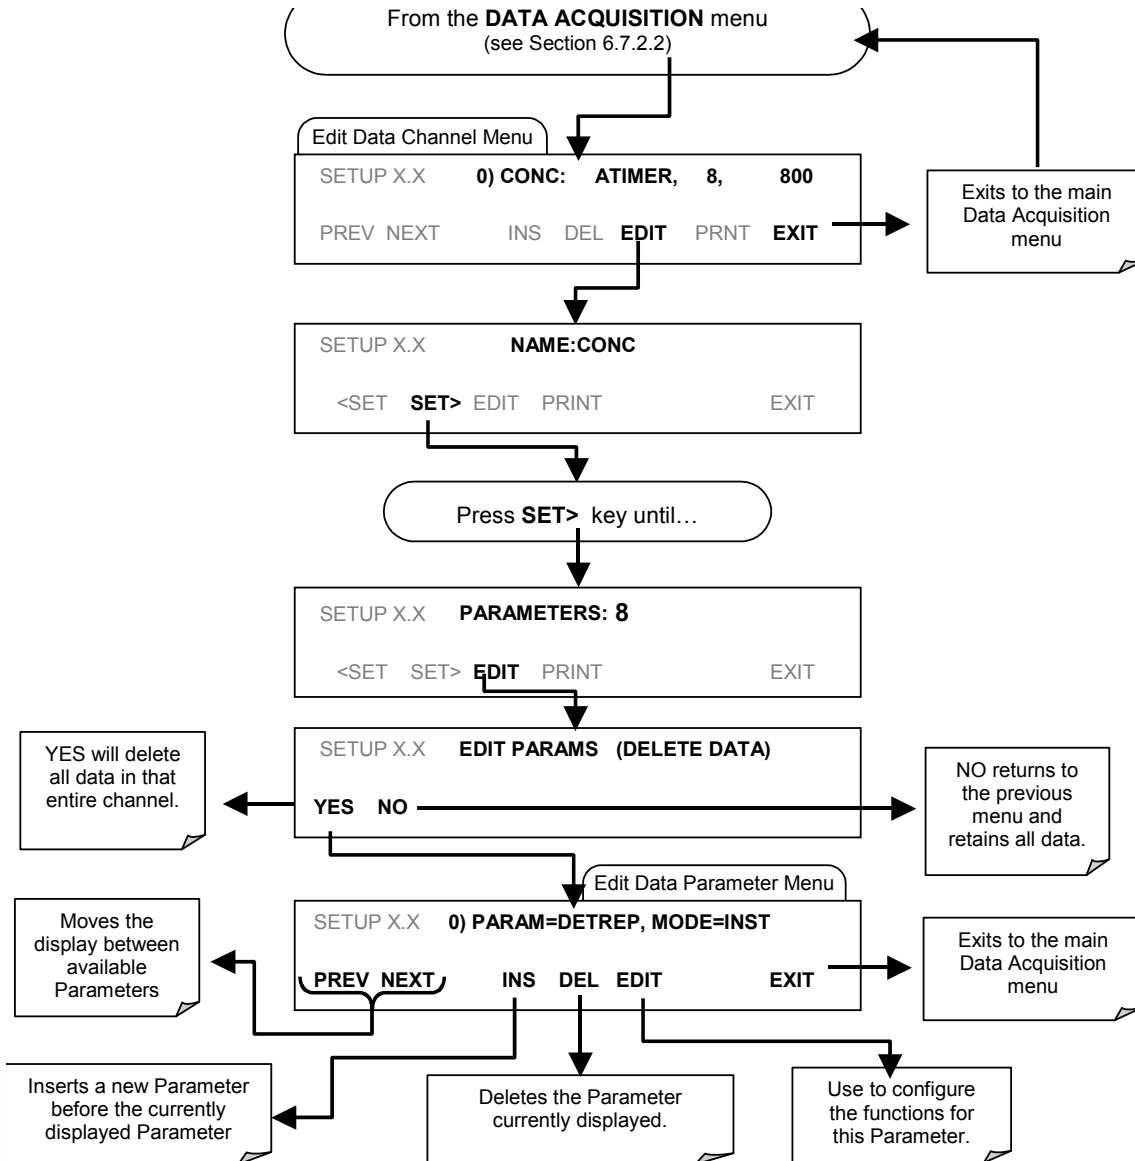 From the DATA ACQUISITION menu
(see Section 6.7.2.2)
Edit Data Channel Menu
SETUP X.X 0) CONC: ATIMER, 8, 800
PREV NEXT INS DEL EDIT PRNT EXIT
Exits to the main
Data Acquisition
menu
SETUP X.X NAME:CONC
<SET SET> EDIT PRINT EXIT
Press SET> key until…
SETUP X.X PARAMETERS: 8
<SET SET> EDIT PRINT EXIT
YES will delete
all data in that
entire channel.
SETUP X.X EDIT PARAMS (DELETE DATA)
YES NO
NO returns to
the previous
menu and
retains all data.
Edit Data Parameter Menu
SETUP X.X 0) PARAM=DETREP, MODE=INST
PREV NEXT INS DEL EDIT EXIT
Moves the
display between
available
Parameters
Exits to the main
Data Acquisition
menu
Inserts a new Parameter
before the currently
displayed Parameter
Deletes the Parameter
currently displayed.
Use to configure
the functions for
this Parameter.